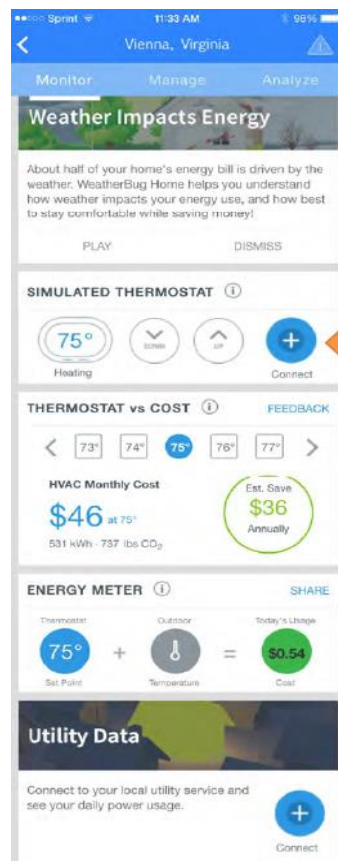 Sprint 11:33 AM 98%
Vienna, Virginia
Monitor Manage Analyze
Weather Impacts Energy
About half of your home's energy bill is driven by the
weather. WeatherBug Home helps you understand
how weather impacts your energy use, and how best
to stay comfortable while saving money!
PLAY DISMISS
SIMULATED THERMOSTAT
75° DOWN UP
Heating Connect
THERMOSTAT vs COST FEEDBACK
73° 74° 75° 76° 77°
HVAC Monthly Cost Est. Save
$46 at 75° $36
Annually
531 kWh - 737 lbs CO₂
ENERGY METER SHARE
Thermostat Outdoor Today's Usage
75° + = $0.54
Set Point Temperature Cost
Utility Data
Connect to your local utility service and
see your daily power usage.
Connect